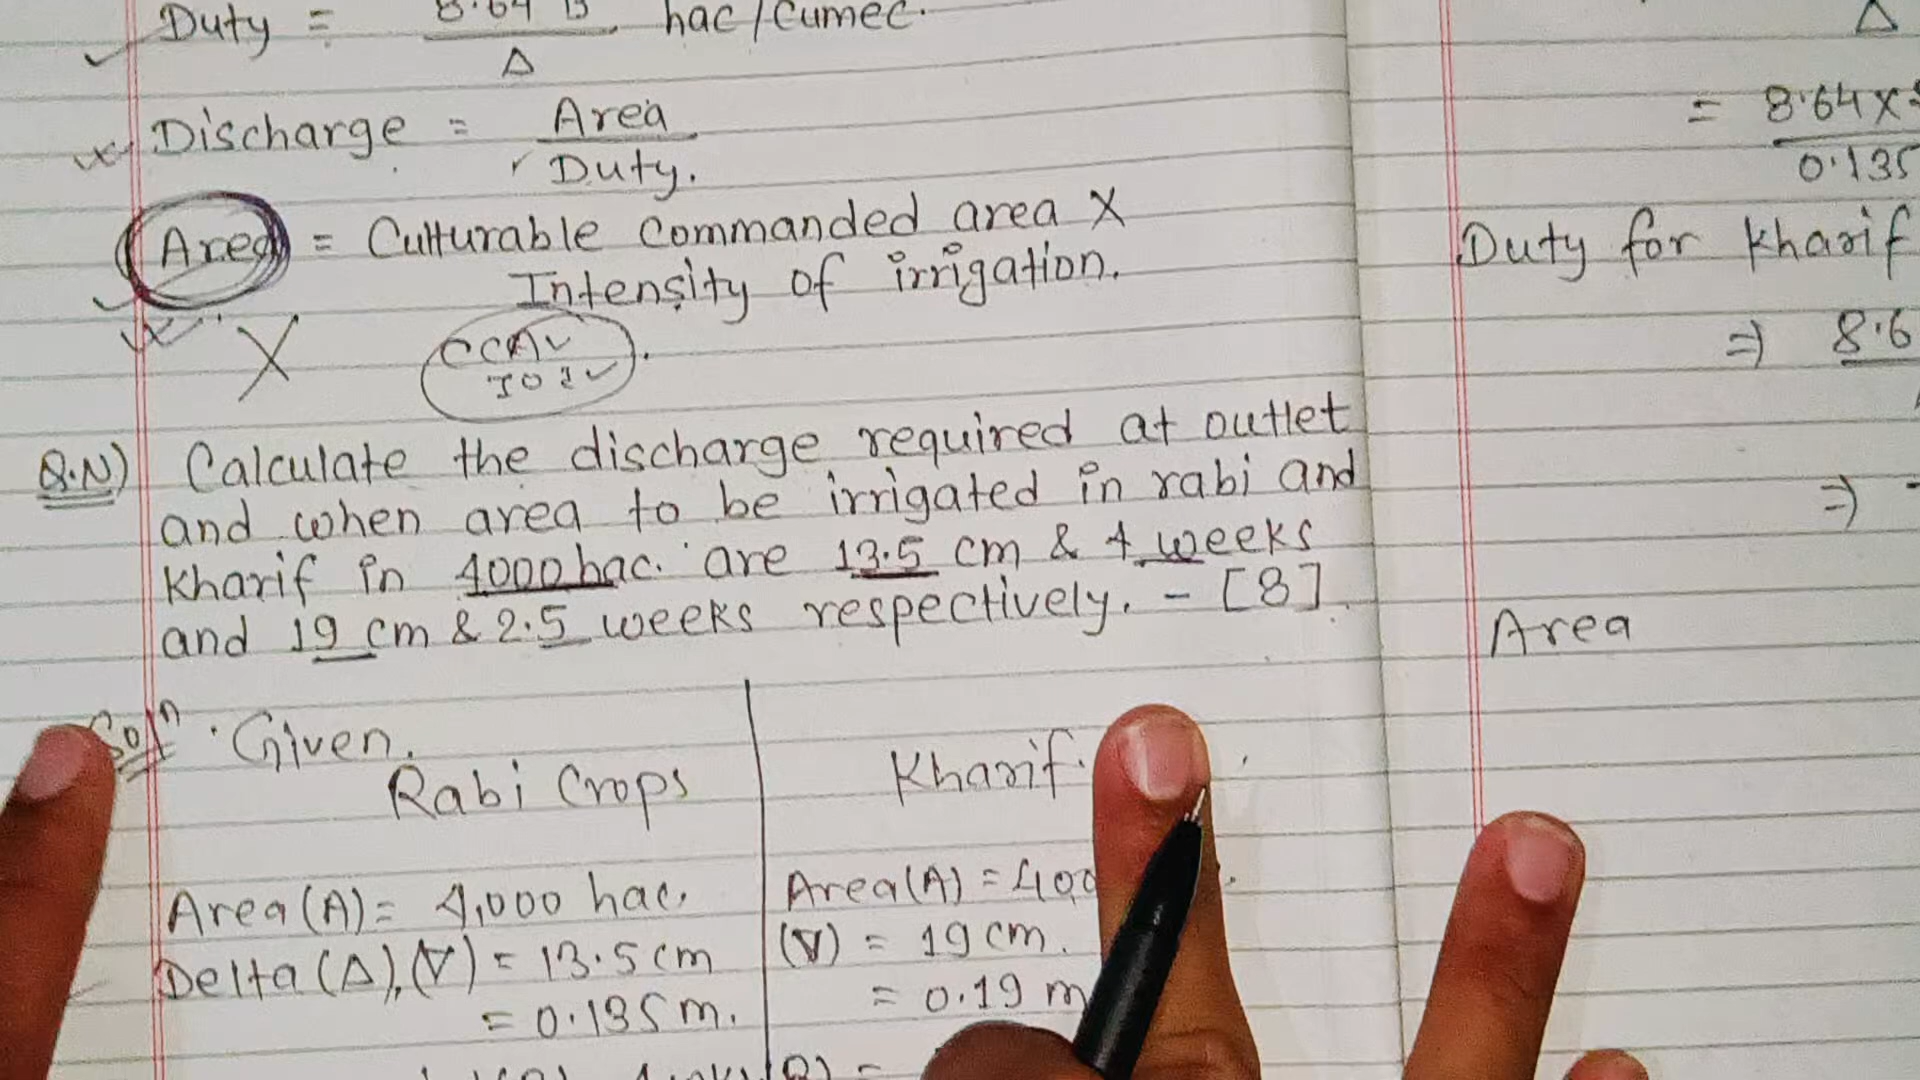 Duty = 8.64 B hac/Cumec.
Δ
Discharge = Area
Duty.
Area = Culturable Commanded area X
Intensity of irrigation.
X
CCA
IOI
Q.N) Calculate the discharge required at outlet
and when area to be irrigated in rabi and
kharif in 4000 hac. are 13.5 cm & 4 weeks
and 19 cm & 2.5 weeks respectively. - [8].
Soln. Given.
Rabi Crops
Area (A) = 4,000 hac.
Delta (Δ), (∇) = 13.5 cm
= 0.135 m.
Kharif.
Area (A) = 400
(∇) = 19 cm.
= 0.19 m
Δ
= 8.64 x
0.135
Duty for kharif
⇒ 8.6
⇒
Area